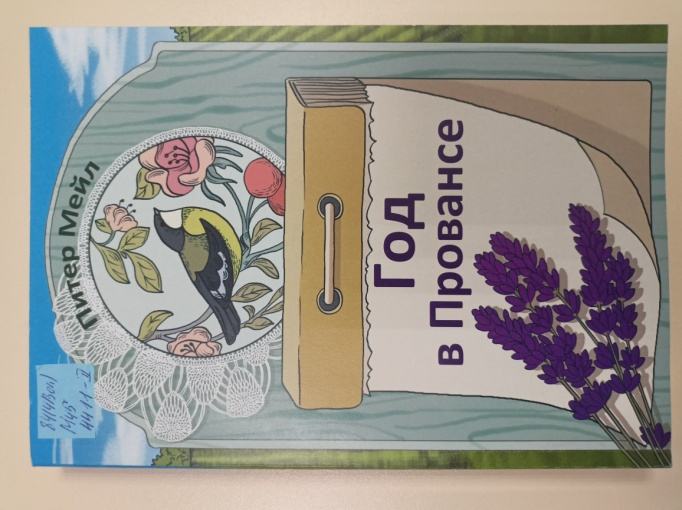 Питер Мейл
Год
в Провансе